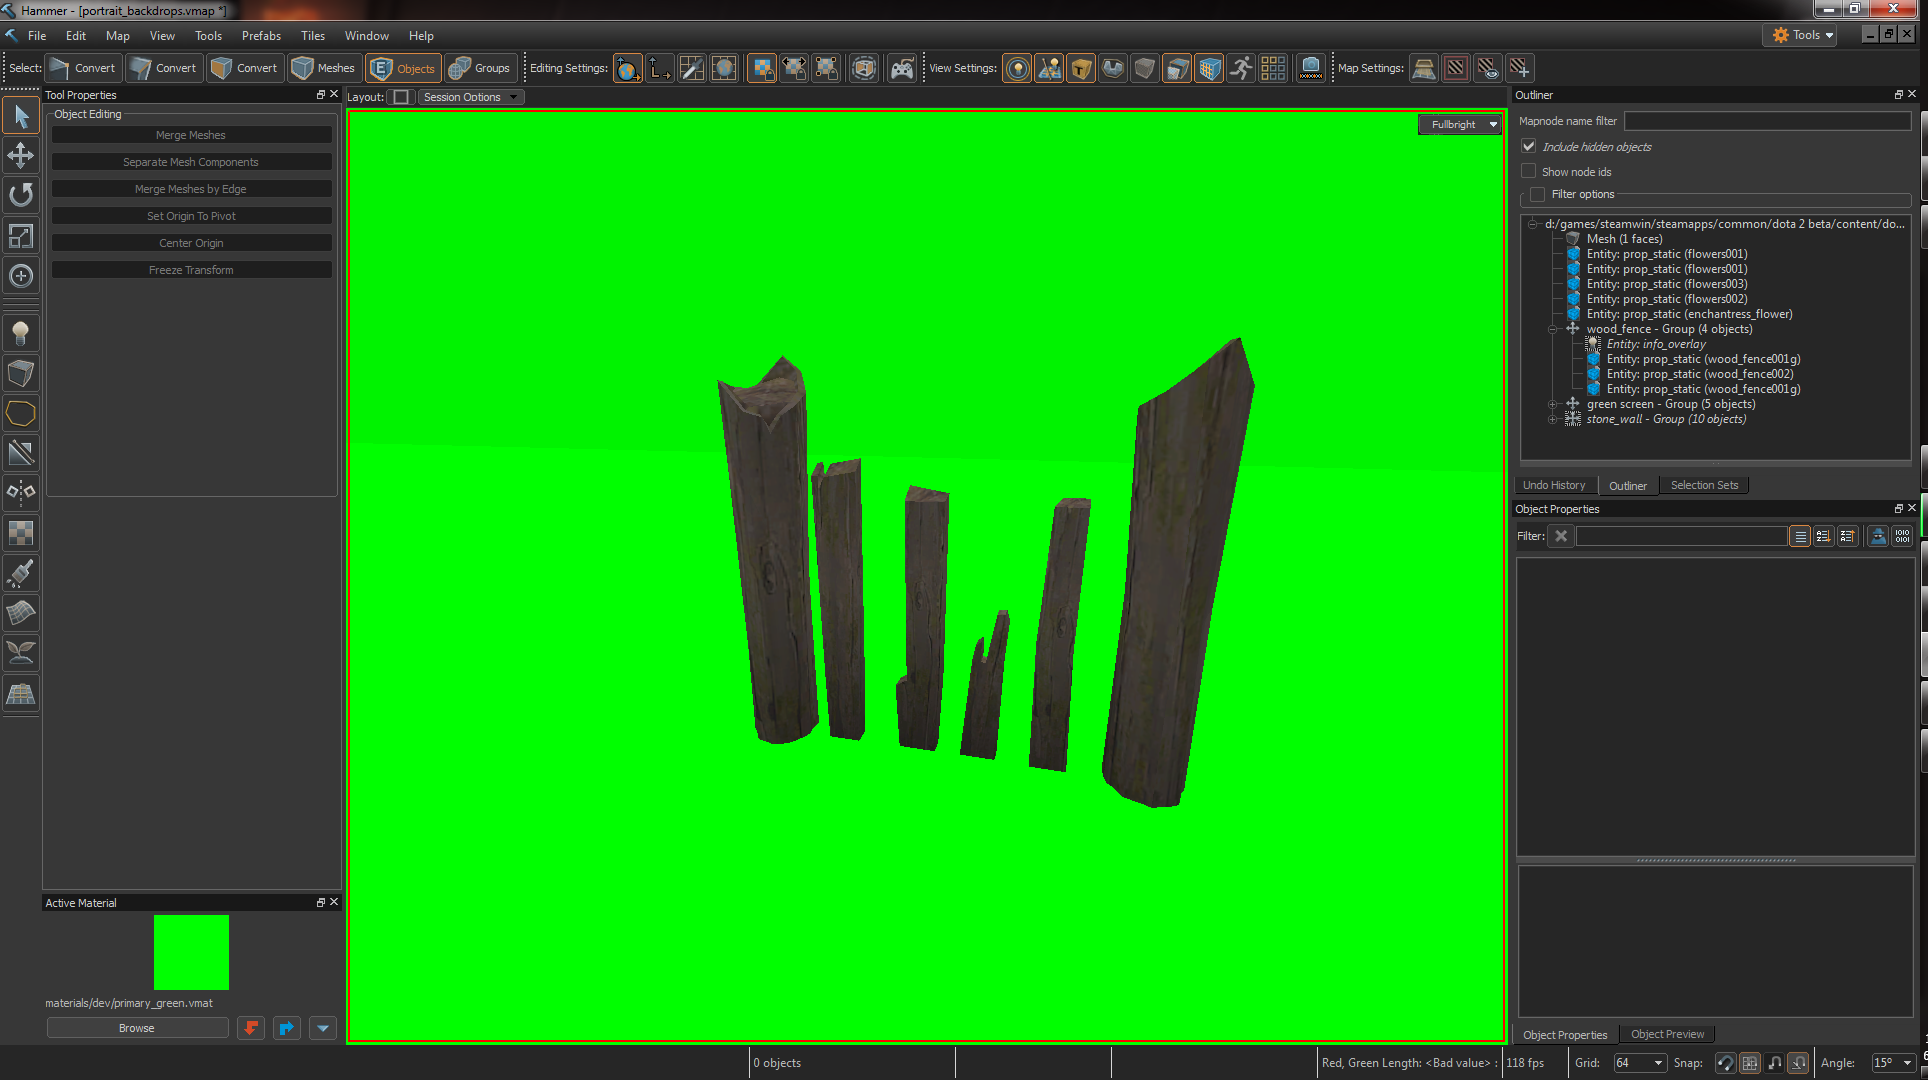 Hammer - [portrait_backdrops.vmap *]
File Edit Map View Tools Prefabs Tiles Window Help
Tools
Select: Convert Convert Convert Meshes Objects Groups Editing Settings: View Settings: Map Settings:
Tool Properties
Object Editing
Merge Meshes
Separate Mesh Components
Merge Meshes by Edge
Set Origin To Pivot
Center Origin
Freeze Transform
Layout: Session Options
Fullbright
Outliner
Mapnode name filter
Include hidden objects
Show node ids
Filter options
d:/games/steamwin/steamapps/common/dota 2 beta/content/do...
Mesh (1 faces)
Entity: prop_static (flowers001)
Entity: prop_static (flowers001)
Entity: prop_static (flowers003)
Entity: prop_static (flowers002)
Entity: prop_static (enchantress_flower)
wood_fence - Group (4 objects)
Entity: info_overlay
Entity: prop_static (wood_fence001g)
Entity: prop_static (wood_fence002)
Entity: prop_static (wood_fence001g)
green screen - Group (5 objects)
stone_wall - Group (10 objects)
Undo History Outliner Selection Sets
Object Properties
Filter:
Active Material
materials/dev/primary_green.vmat
Browse
Object Properties Object Preview
0 objects Red, Green Length: <Bad value> : 118 fps Grid: 64 Snap: Angle: 15°